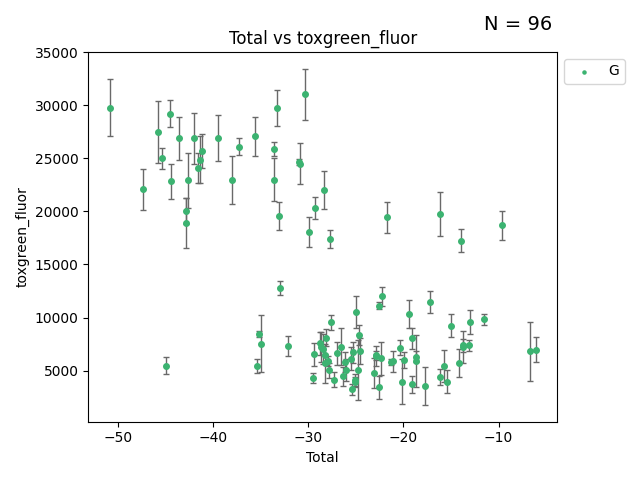 N = 96
Total vs toxgreen_fluor
G
toxgreen_fluor
35000
30000
25000
20000
15000
10000
5000
−50 −40 −30 −20 −10
Total